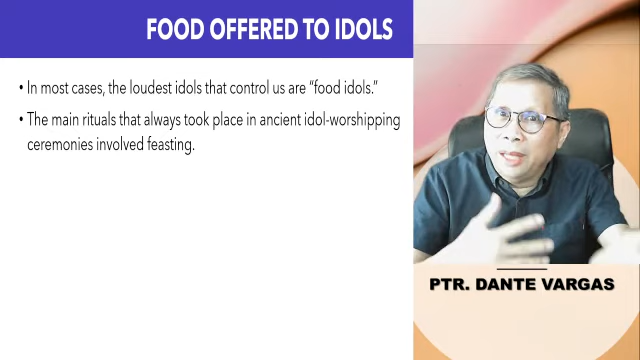 FOOD OFFERED TO IDOLS
• In most cases, the loudest idols that control us are “food idols.”
• The main rituals that always took place in ancient idol-worshipping
ceremonies involved feasting.
PTR. DANTE VARGAS